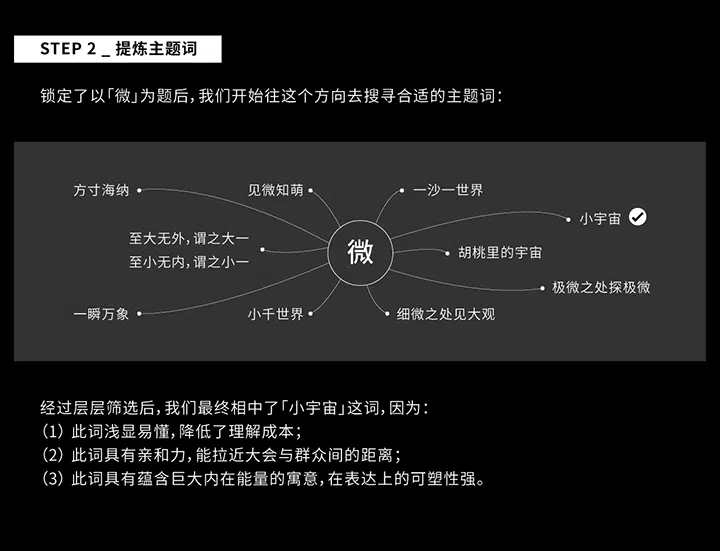 STEP 2 _ 提炼主题词
锁定了以「微」为题后，我们开始往这个方向去搜寻合适的主题词：
方寸海纳
见微知萌
一沙一世界
小宇宙
至大无外，谓之大一
至小无内，谓之小一
微
胡桃里的宇宙
极微之处探极微
一瞬万象
小千世界
细微之处见大观
经过层层筛选后，我们最终相中了「小宇宙」这词，因为：
（1） 此词浅显易懂，降低了理解成本；
（2） 此词具有亲和力，能拉近大会与群众间的距离；
（3） 此词具有蕴含巨大内在能量的寓意，在表达上的可塑性强。